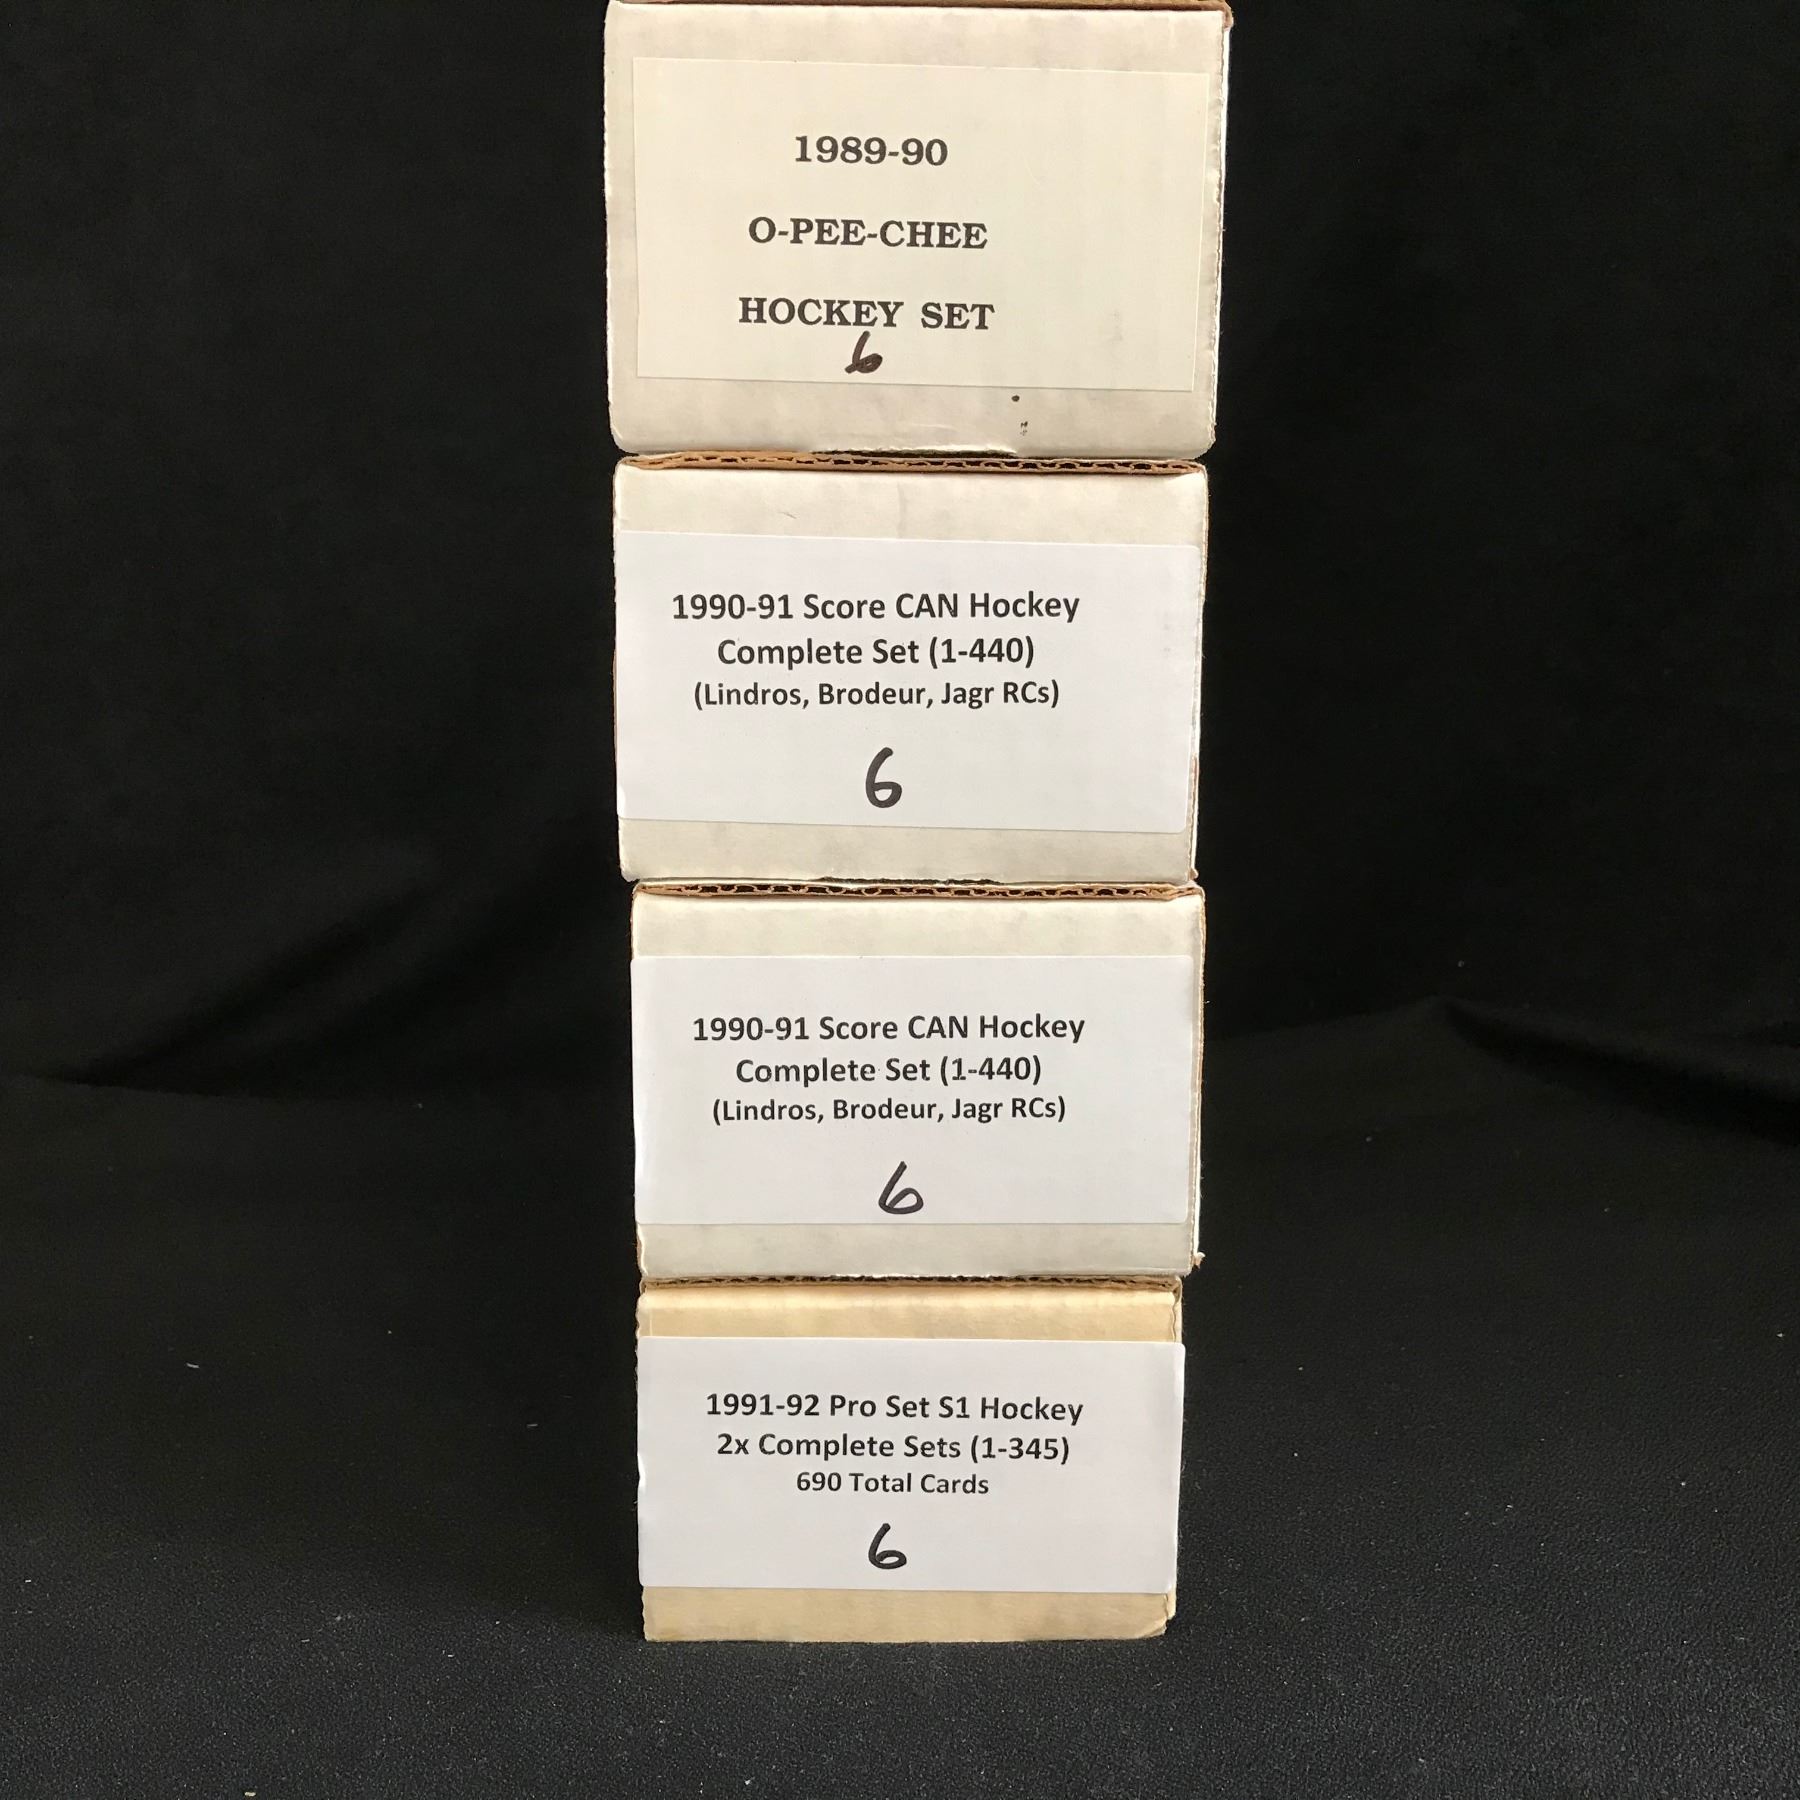 1989-90
O-PEE-CHEE
HOCKEY SET
6
1990-91 Score CAN Hockey
Complete Set (1-440)
(Lindros, Brodeur, Jagr RCs)
6
1990-91 Score CAN Hockey
Complete Set (1-440)
(Lindros, Brodeur, Jagr RCs)
6
1991-92 Pro Set S1 Hockey
2x Complete Sets (1-345)
690 Total Cards
6